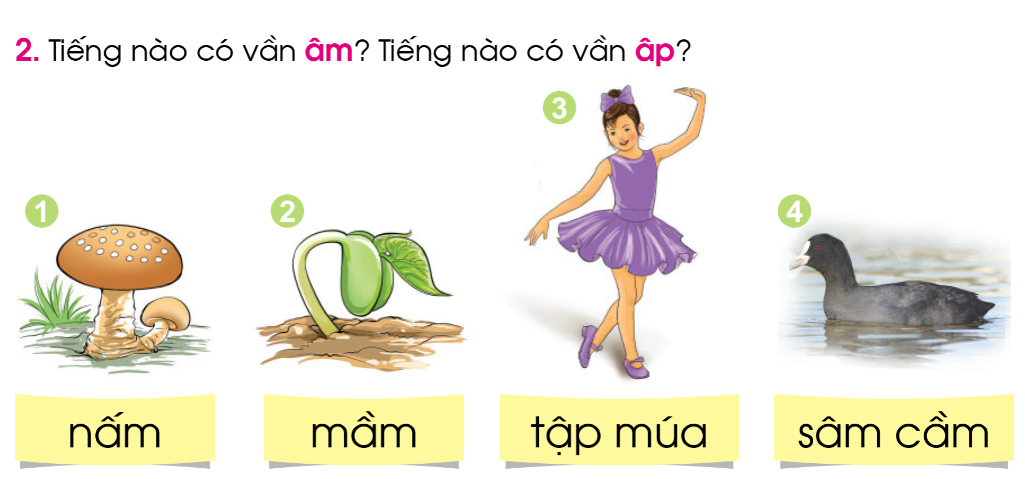 2. Tiếng nào có vần âm? Tiếng nào có vần âp?
3
1
2
4
nấm
mầm
tập múa
sâm cầm